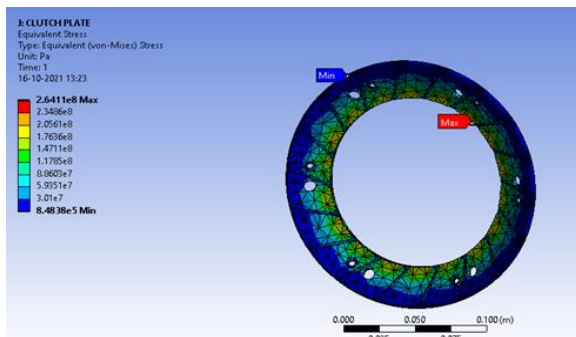 J: CLUTCH PLATE
Equivalent Stress
Type: Equivalent (von-Mises) Stress
Unit: Pa
Time: 1
16-10-2021 13:23
2.6411e8 Max
2.3486e8
2.0561e8
1.7636e8
1.4711e8
1.1785e8
8.8603e7
5.9351e7
3.01e7
8.4838e5 Min
Min
Max
0.000 0.050 0.100 (m)